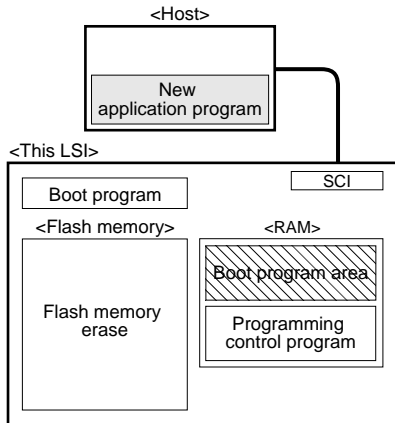 <Host>
New
application program
<This LSI>
SCI
Boot program
<Flash memory>
<RAM>
Flash memory
erase
Boot program area
Programming
control program